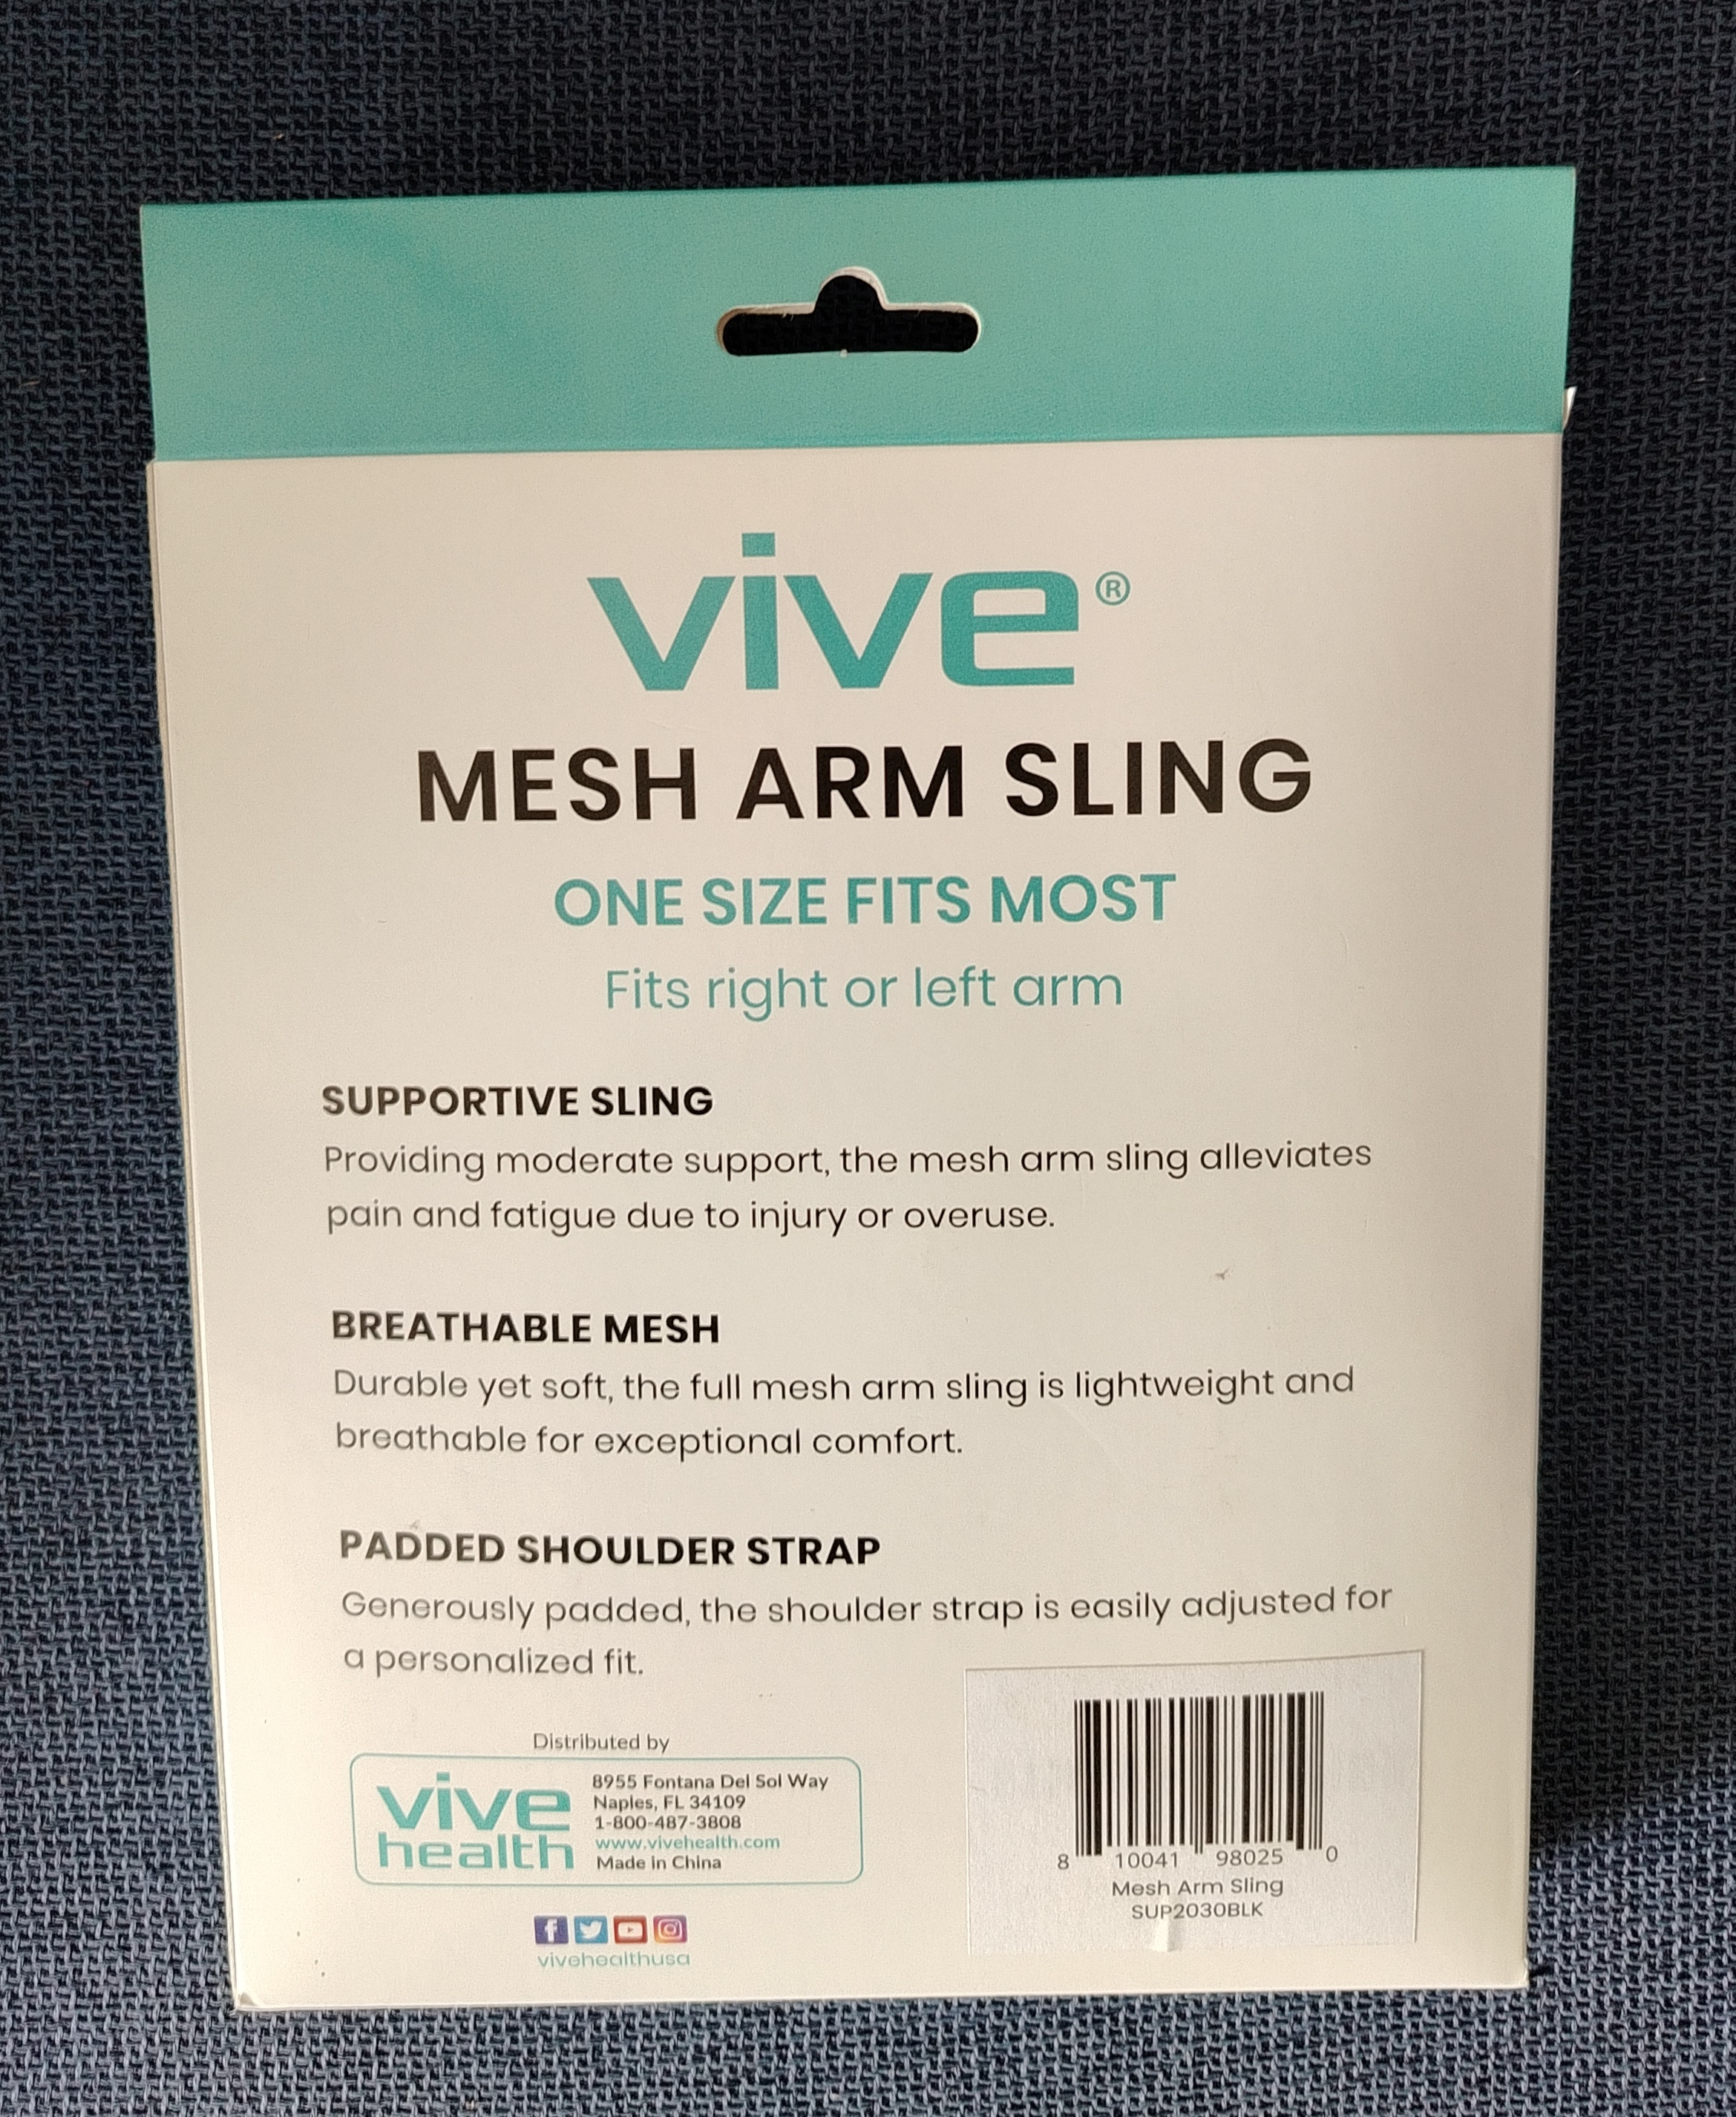 vive®
MESH ARM SLING
ONE SIZE FITS MOST
Fits right or left arm
SUPPORTIVE SLING
Providing moderate support, the mesh arm sling alleviates
pain and fatigue due to injury or overuse.
BREATHABLE MESH
Durable yet soft, the full mesh arm sling is lightweight and
breathable for exceptional comfort.
PADDED SHOULDER STRAP
Generously padded, the shoulder strap is easily adjusted for
a personalized fit.
Distributed by
vive
health
8955 Fontana Del Sol Way
Naples, FL 34109
1-800-487-3808
www.vivehealth.com
Made in China
vivehealthusa
8 10041 98025 0
Mesh Arm Sling
SUP2030BLK